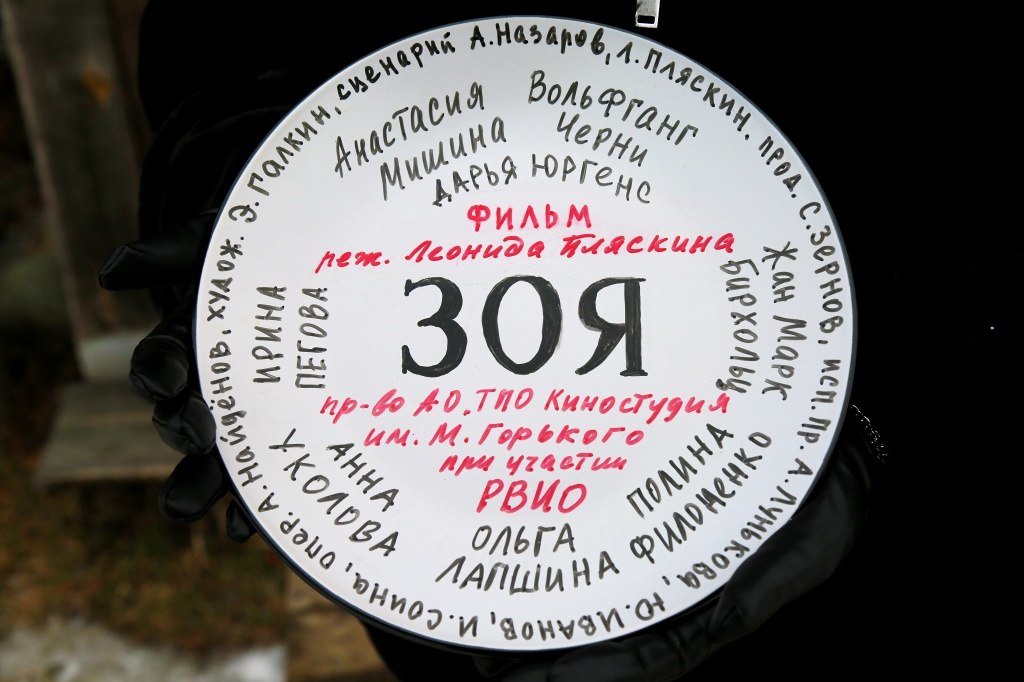 сценарий А.Назаров, Л.Пляскин. прод. С.Зернов, исп.пр. А.Лунькова, Ю.Иванов, И.Соина, опер. А.Найдёнов. худож. Э.Галкин,
Анастасия
Мишина
Вольфганг
Черни
Дарья Юргенс
ФИЛЬМ
реж. Леонида Пляскина
ЗОЯ
пр-во АО,ТПО Киностудия
им. М.Горького
при участии
РВИО
Ирина
Пегова
Жан Марк
Бирхольц
Анна
Уколова
Ольга
Лапшина
Полина
Филоненко